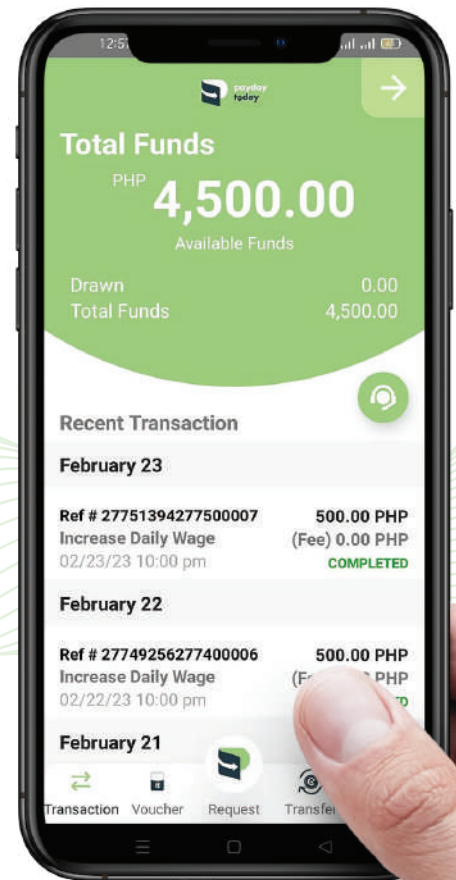 12:5
payday
today
Total Funds
PHP 4,500.00
Available Funds
Drawn 0.00
Total Funds 4,500.00
Recent Transaction
February 23
Ref # 27751394277500007 500.00 PHP
Increase Daily Wage (Fee) 0.00 PHP
02/23/23 10:00 pm COMPLETED
February 22
Ref # 27749256277400006 500.00 PHP
Increase Daily Wage PHP
02/22/23 10:00 pm
February 21
Transaction Voucher Request Transfer